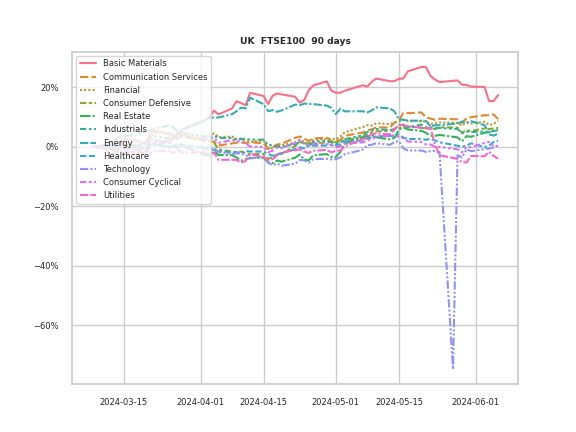 UK FTSE100 90 days
Basic Materials
Communication Services
Financial
Consumer Defensive
Real Estate
Industrials
Energy
Healthcare
Technology
Consumer Cyclical
Utilities
20%
0%
−20%
−40%
−60%
2024-03-15 2024-04-01 2024-04-15 2024-05-01 2024-05-15 2024-06-01